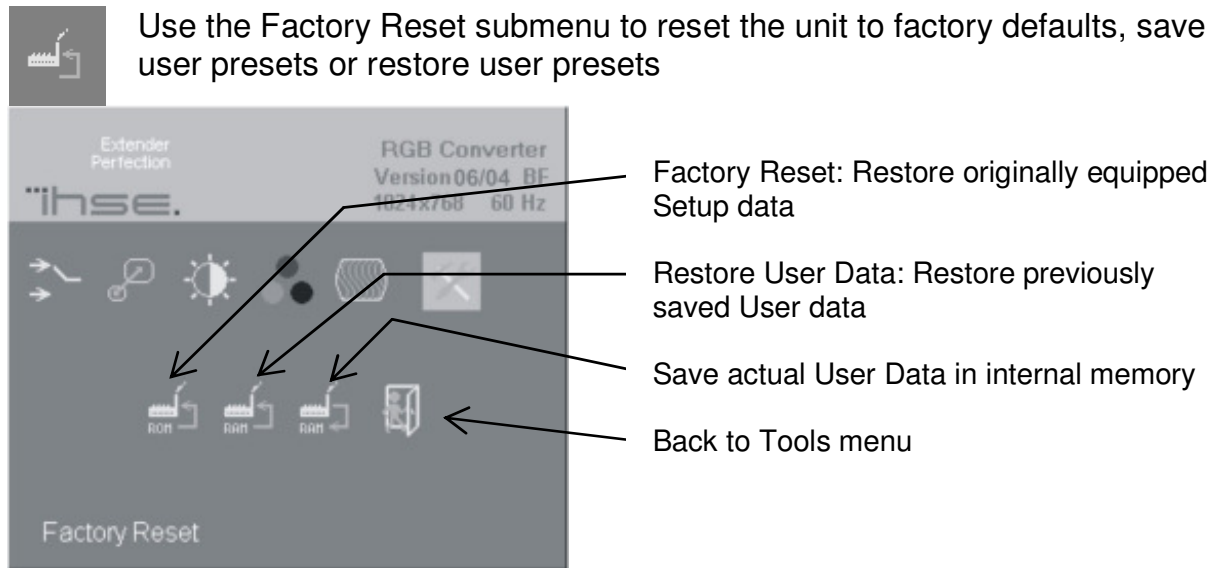 Use the Factory Reset submenu to reset the unit to factory defaults, save
user presets or restore user presets
Extender
Perfection
ihse.
RGB Converter
Version 06/04 BF
1024x768 60 Hz
Factory Reset: Restore originally equipped
Setup data
Restore User Data: Restore previously
saved User data
Save actual User Data in internal memory
Back to Tools menu
ROM
RAM
RAM
Factory Reset